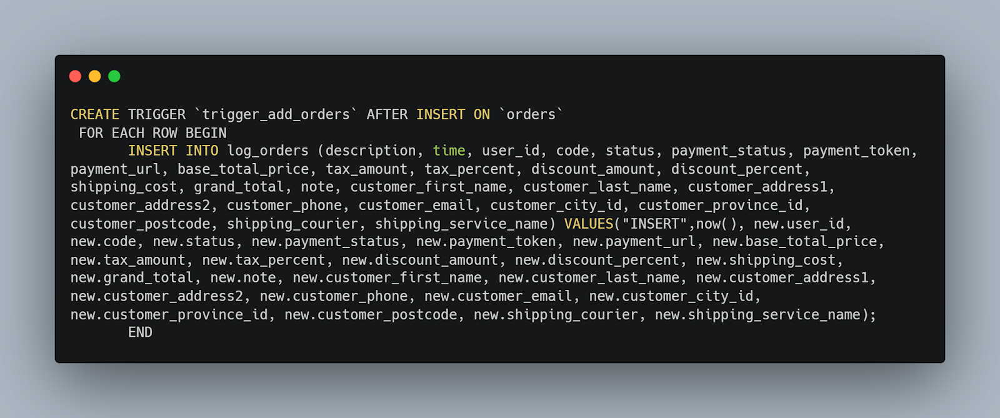 CREATE TRIGGER `trigger_add_orders` AFTER INSERT ON `orders`
 FOR EACH ROW BEGIN
       INSERT INTO log_orders (description, time, user_id, code, status, payment_status, payment_token,
payment_url, base_total_price, tax_amount, tax_percent, discount_amount, discount_percent,
shipping_cost, grand_total, note, customer_first_name, customer_last_name, customer_address1,
customer_address2, customer_phone, customer_email, customer_city_id, customer_province_id,
customer_postcode, shipping_courier, shipping_service_name) VALUES("INSERT",now(), new.user_id,
new.code, new.status, new.payment_status, new.payment_token, new.payment_url, new.base_total_price,
new.tax_amount, new.tax_percent, new.discount_amount, new.discount_percent, new.shipping_cost,
new.grand_total, new.note, new.customer_first_name, new.customer_last_name, new.customer_address1,
new.customer_address2, new.customer_phone, new.customer_email, new.customer_city_id,
new.customer_province_id, new.customer_postcode, new.shipping_courier, new.shipping_service_name);
       END